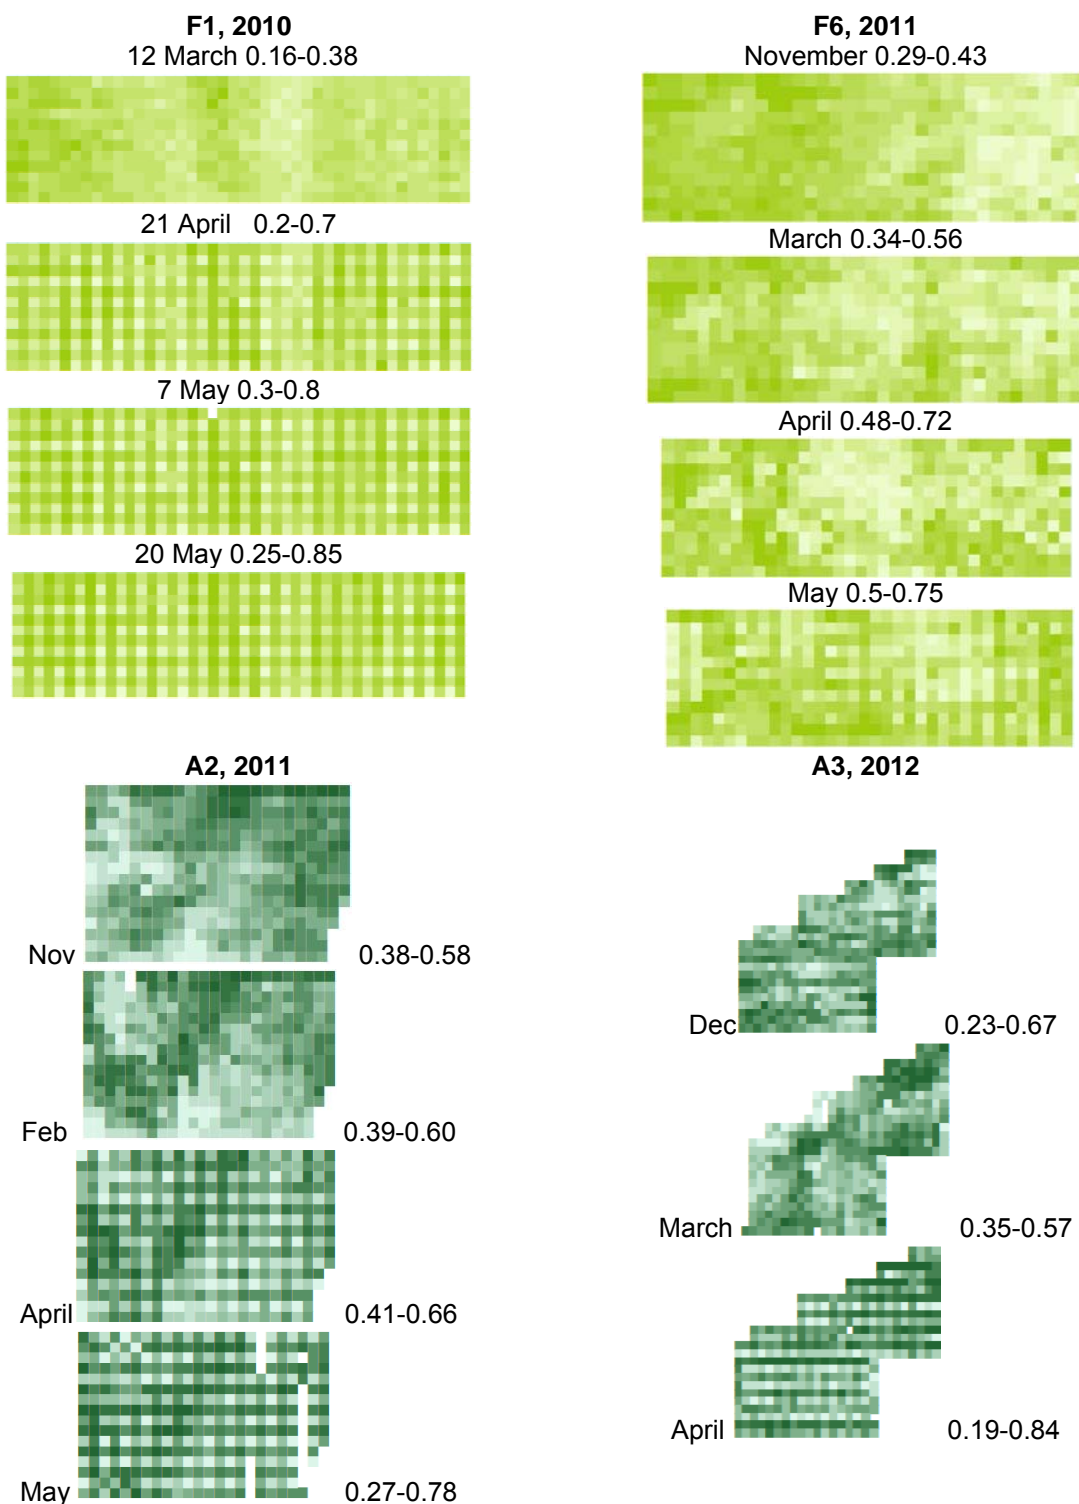 F1, 2010
12 March 0.16-0.38
21 April 0.2-0.7
7 May 0.3-0.8
20 May 0.25-0.85
F6, 2011
November 0.29-0.43
March 0.34-0.56
April 0.48-0.72
May 0.5-0.75
A2, 2011
Nov 0.38-0.58
Feb 0.39-0.60
April 0.41-0.66
May 0.27-0.78
A3, 2012
Dec 0.23-0.67
March 0.35-0.57
April 0.19-0.84